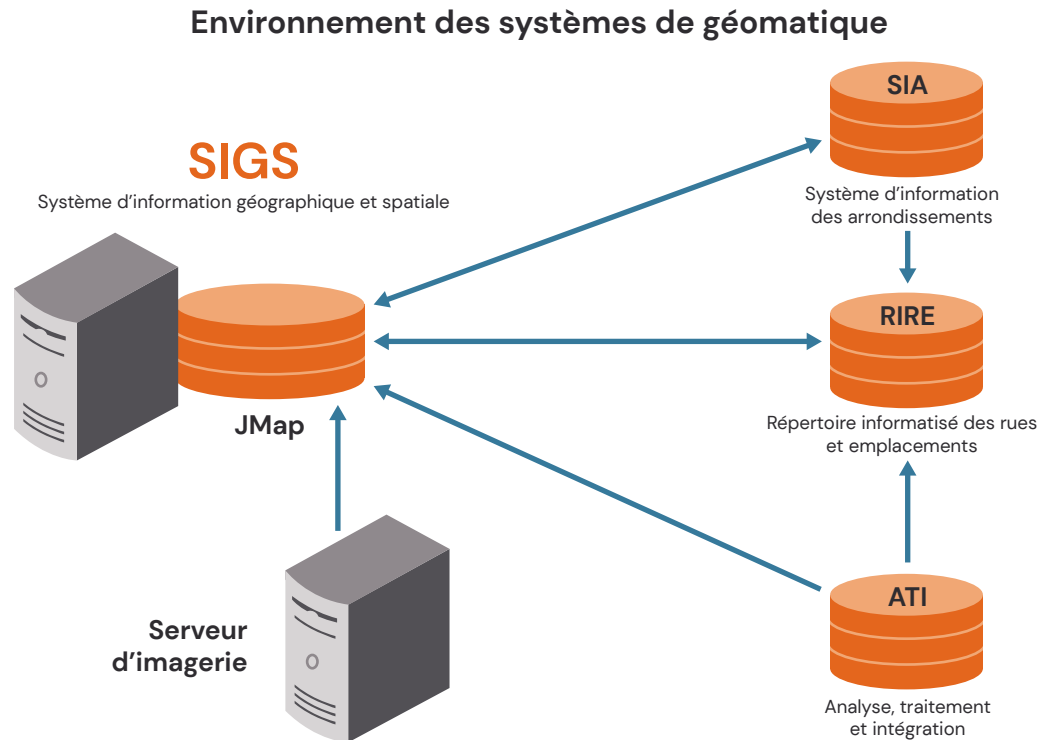 Environnement des systèmes de géomatique
SIGS
Système d’information géographique et spatiale
JMap
Serveur
d’imagerie
SIA
Système d’information
des arrondissements
RIRE
Répertoire informatisé des rues
et emplacements
ATI
Analyse, traitement
et intégration